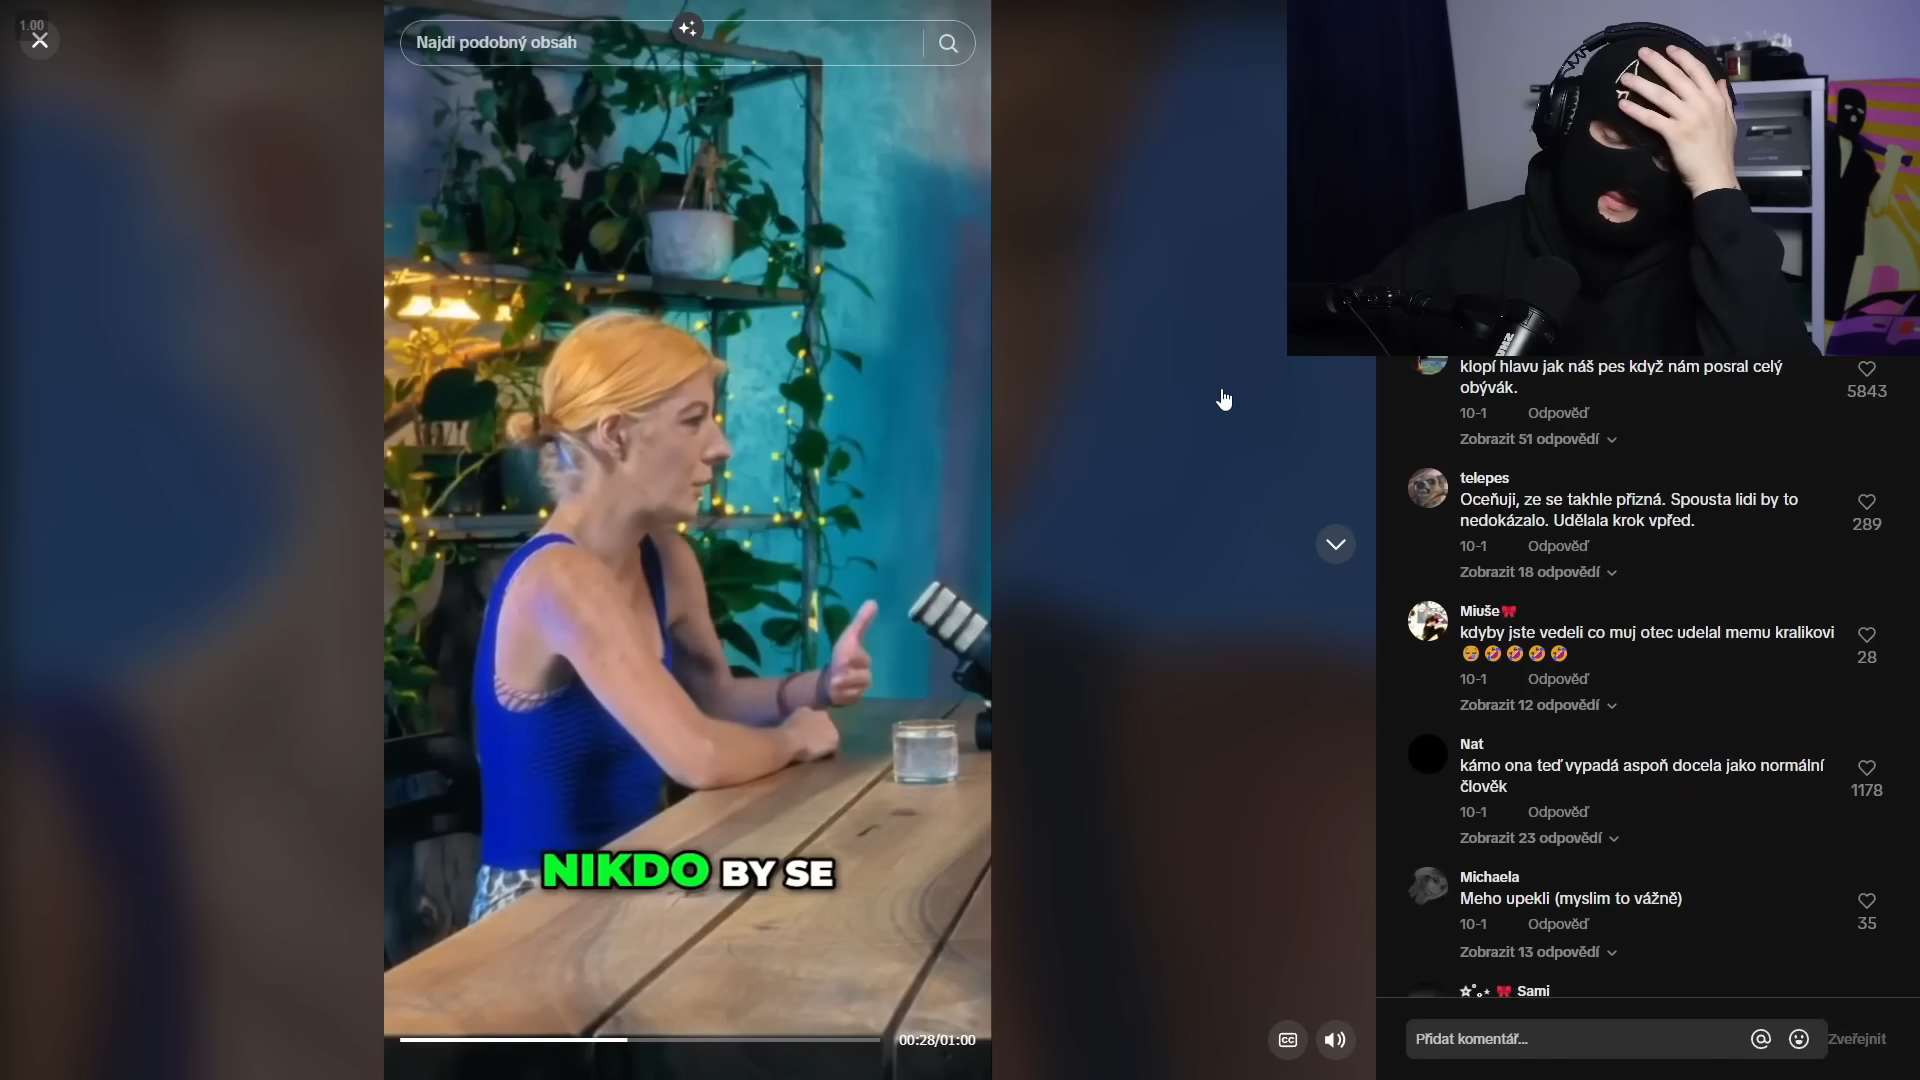 1.00
Najdi podobný obsah
NIKDO BY SE
00:28/01:00
klopí hlavu jak náš pes když nám posral celý
obývák.
5843
10-1 Odpověď
Zobrazit 51 odpovědí
telepes
Oceňuji, ze se takhle přizná. Spousta lidi by to
nedokázalo. Udělala krok vpřed.
289
10-1 Odpověď
Zobrazit 18 odpovědí
Miuše🎀
kdyby jste vedeli co muj otec udelal memu kralikovi
😪🤣🤣🤣🤣
28
10-1 Odpověď
Zobrazit 12 odpovědí
Nat
kámo ona teď vypadá aspoň docela jako normální
člověk
1178
10-1 Odpověď
Zobrazit 23 odpovědí
Michaela
Meho upekli (myslim to vážně)
35
10-1 Odpověď
Zobrazit 13 odpovědí
☆˚｡⋆ 🎀 Sami
Přidat komentář...
Zveřejnit